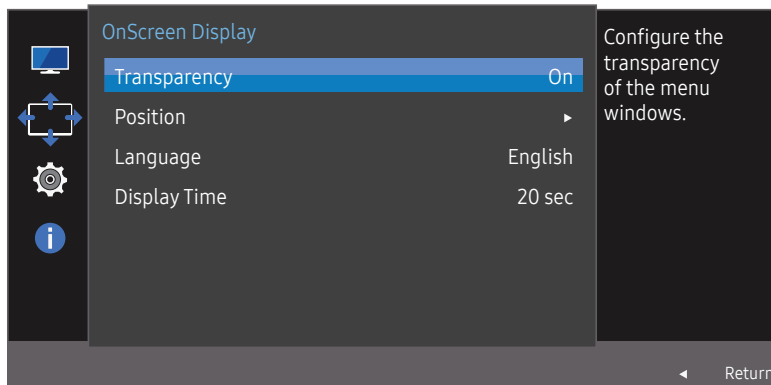 OnScreen Display
Transparency On
Position ▸
Language English
Display Time 20 sec
Configure the
transparency
of the menu
windows.
◂ Return